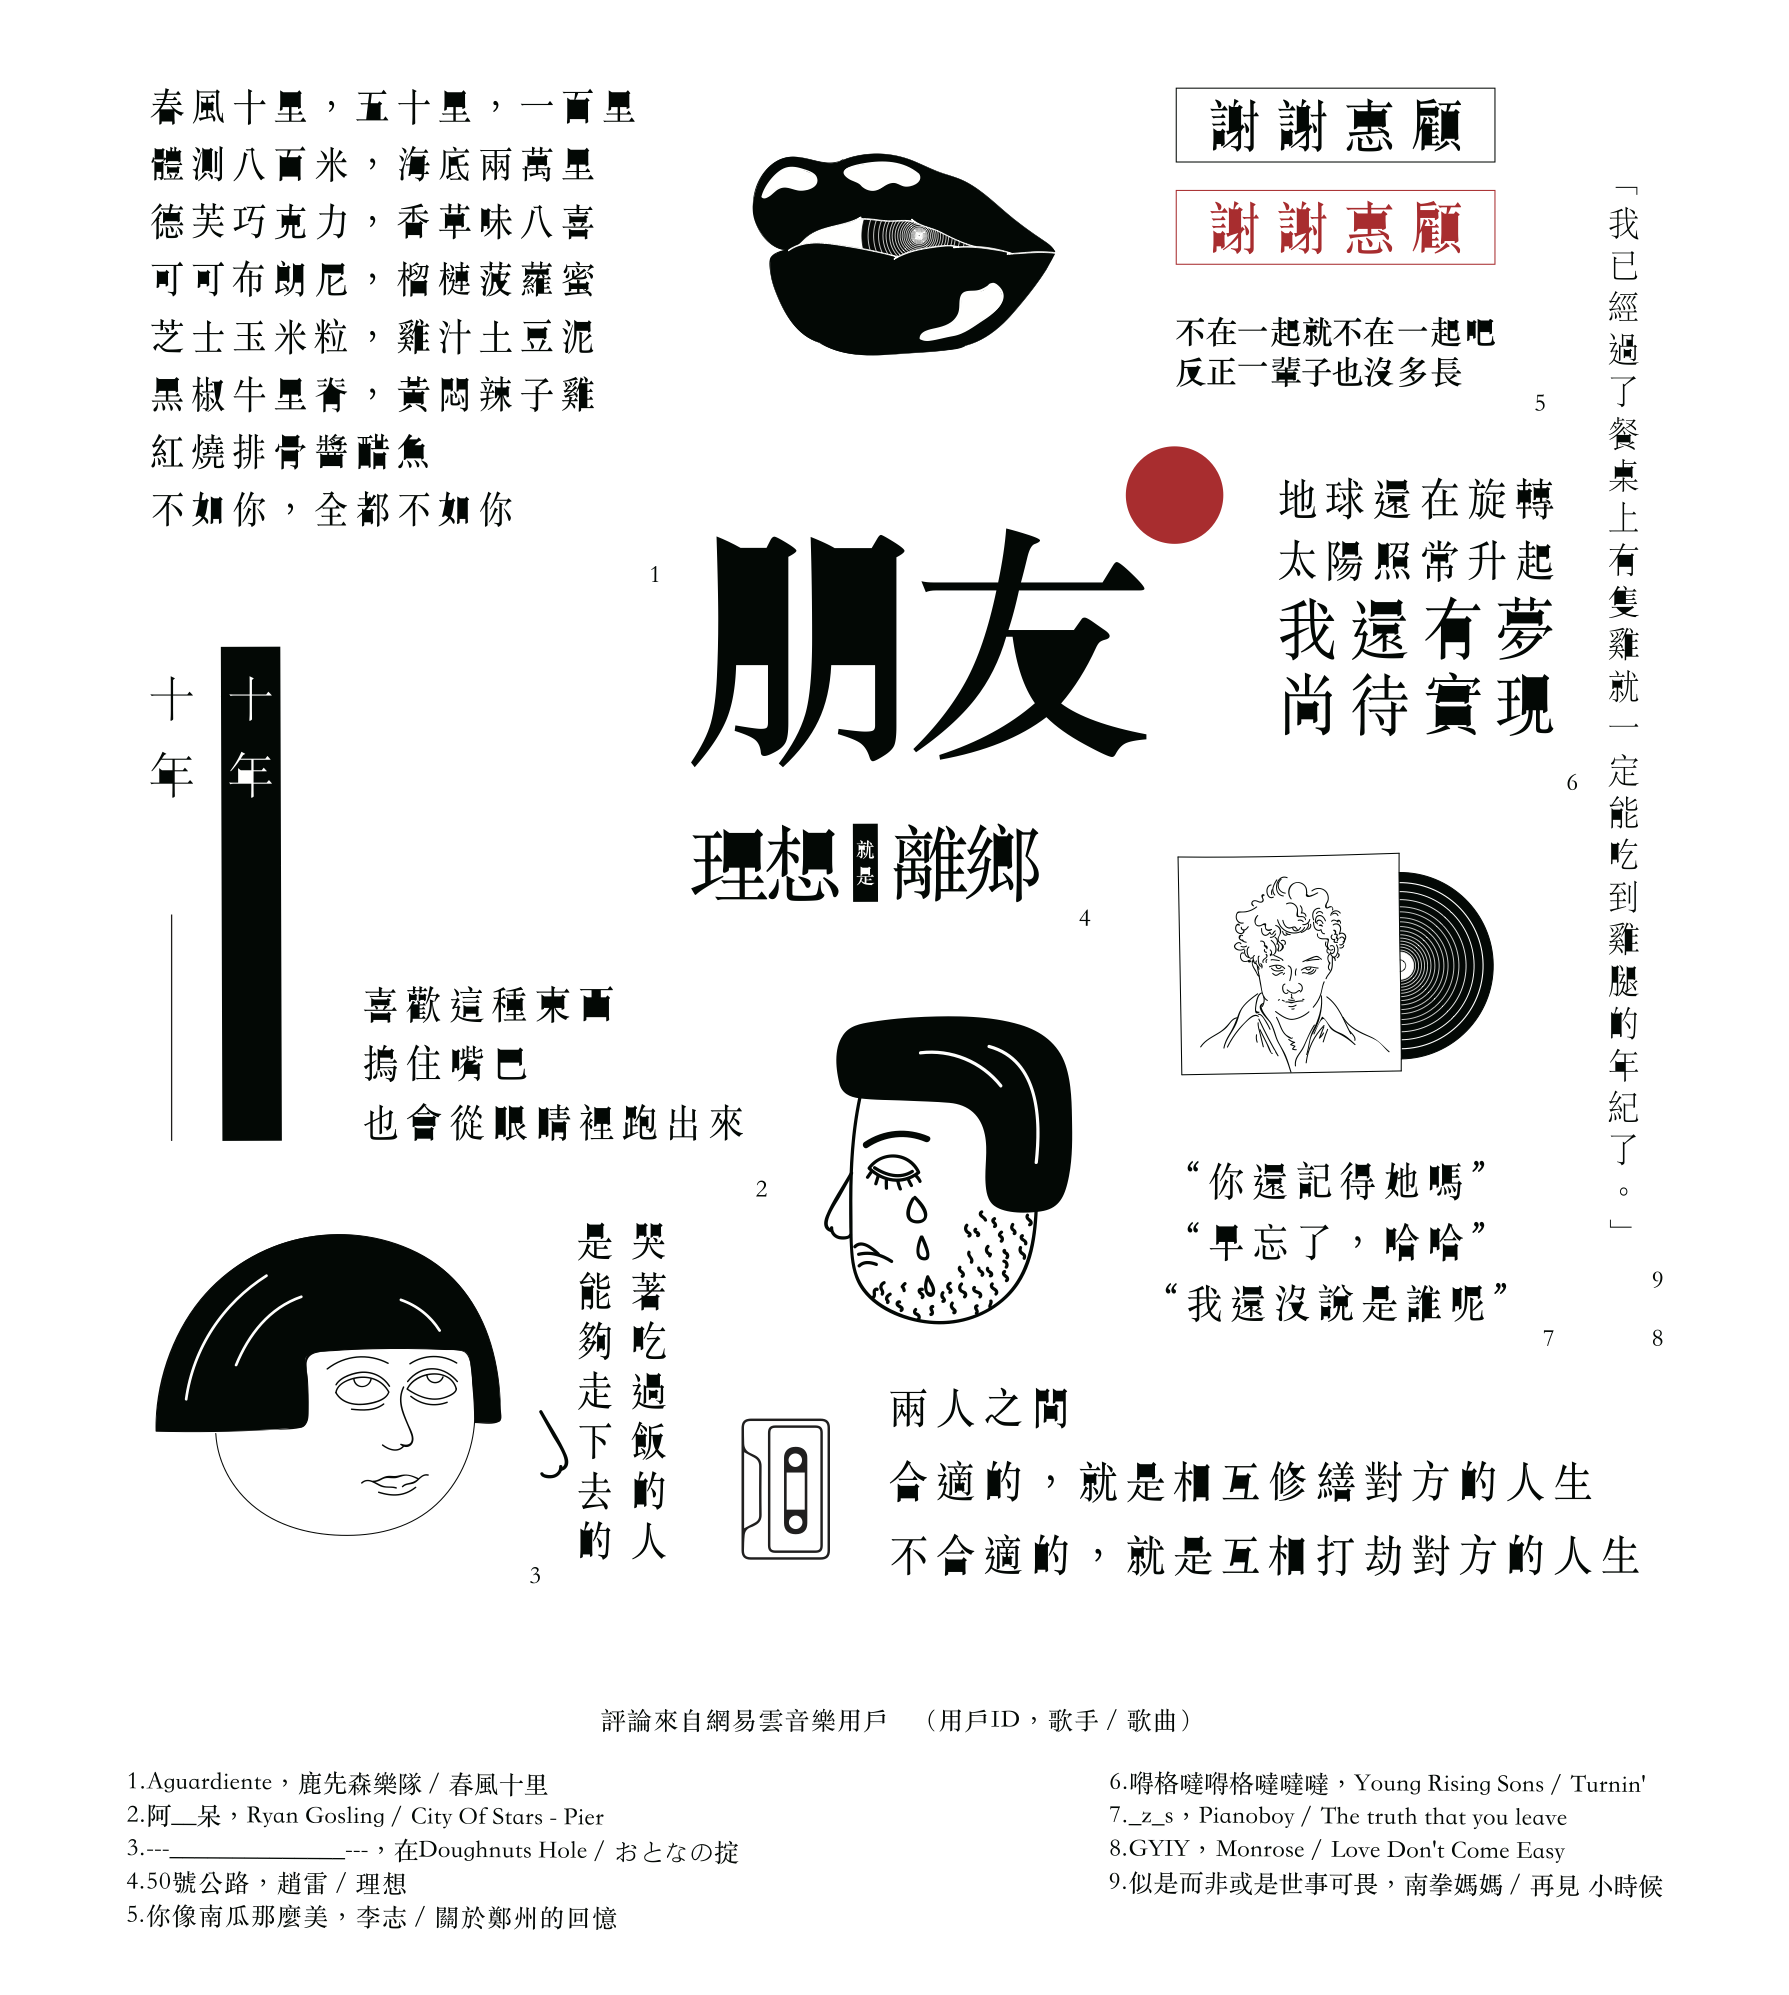 春風十里，五十里，一百里
體測八百米，海底兩萬里
德芙巧克力，香草味八喜
可可布朗尼，榴槤菠蘿蜜
芝士玉米粒，雞汁土豆泥
黑椒牛里脊，黃悶辣子雞
紅燒排骨醬醋魚
不如你，全都不如你
1
謝謝惠顧
謝謝惠顧
不在一起就不在一起吧
反正一輩子也沒多長
5
「我已經過了餐桌上有隻雞就一定能吃到雞腿的年紀了。」
9
8
朋友
理想就是離鄉
4
地球還在旋轉
太陽照常升起
我還有夢
尚待實現
6
十年
十年
喜歡這種東西
搗住嘴巴
也會從眼睛裡跑出來
2
哭著吃過飯的人
是能夠走下去的
3
“你還記得她嗎”
“早忘了，哈哈”
“我還沒說是誰呢”
7
兩人之間
合適的，就是相互修繕對方的人生
不合適的，就是互相打劫對方的人生
評論來自網易雲音樂用戶　（用戶ID，歌手 / 歌曲）
1.Aguardiente，鹿先森樂隊 / 春風十里
2.阿__呆，Ryan Gosling / City Of Stars - Pier
3.---______________---，在Doughnuts Hole / おとなの掟
4.50號公路，趙雷 / 理想
5.你像南瓜那麼美，李志 / 關於鄭州的回憶
6.嘚格噠嘚格噠噠噠，Young Rising Sons / Turnin'
7._z_s，Pianoboy / The truth that you leave
8.GYIY，Monrose / Love Don't Come Easy
9.似是而非或是世事可畏，南拳媽媽 / 再見 小時候